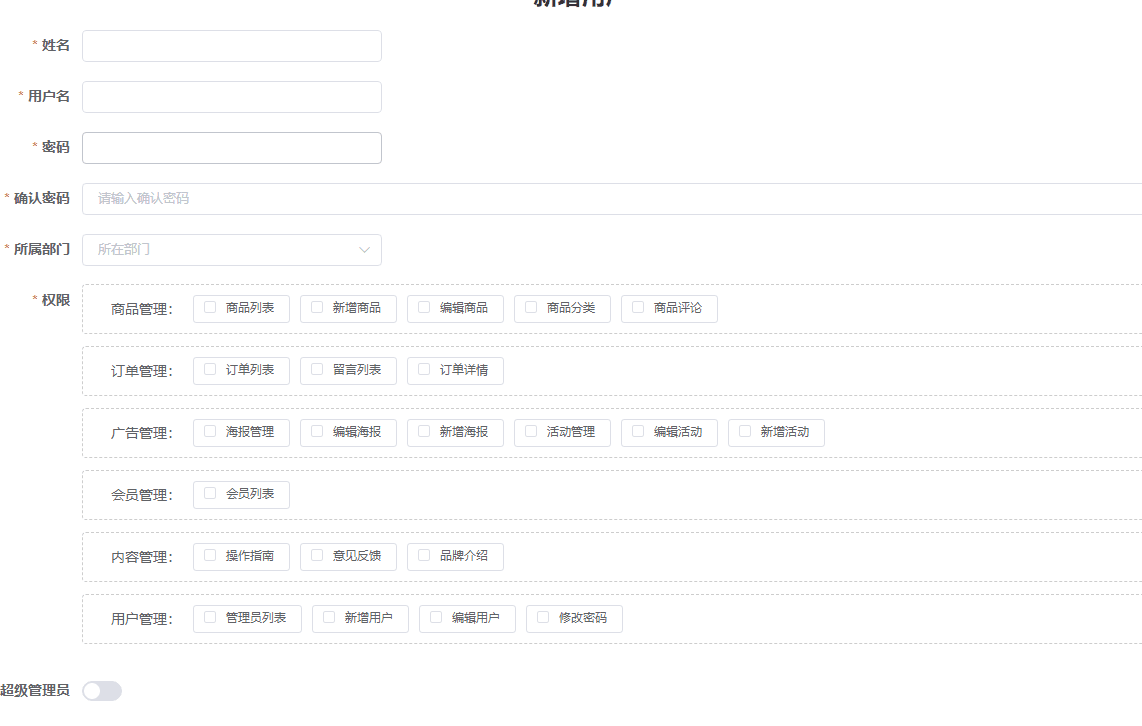 新增用户
* 姓名
* 用户名
* 密码
* 确认密码 请输入确认密码
* 所属部门 所在部门
* 权限 商品管理： 商品列表 新增商品 编辑商品 商品分类 商品评论
订单管理： 订单列表 留言列表 订单详情
广告管理： 海报管理 编辑海报 新增海报 活动管理 编辑活动 新增活动
会员管理： 会员列表
内容管理： 操作指南 意见反馈 品牌介绍
用户管理： 管理员列表 新增用户 编辑用户 修改密码
超级管理员